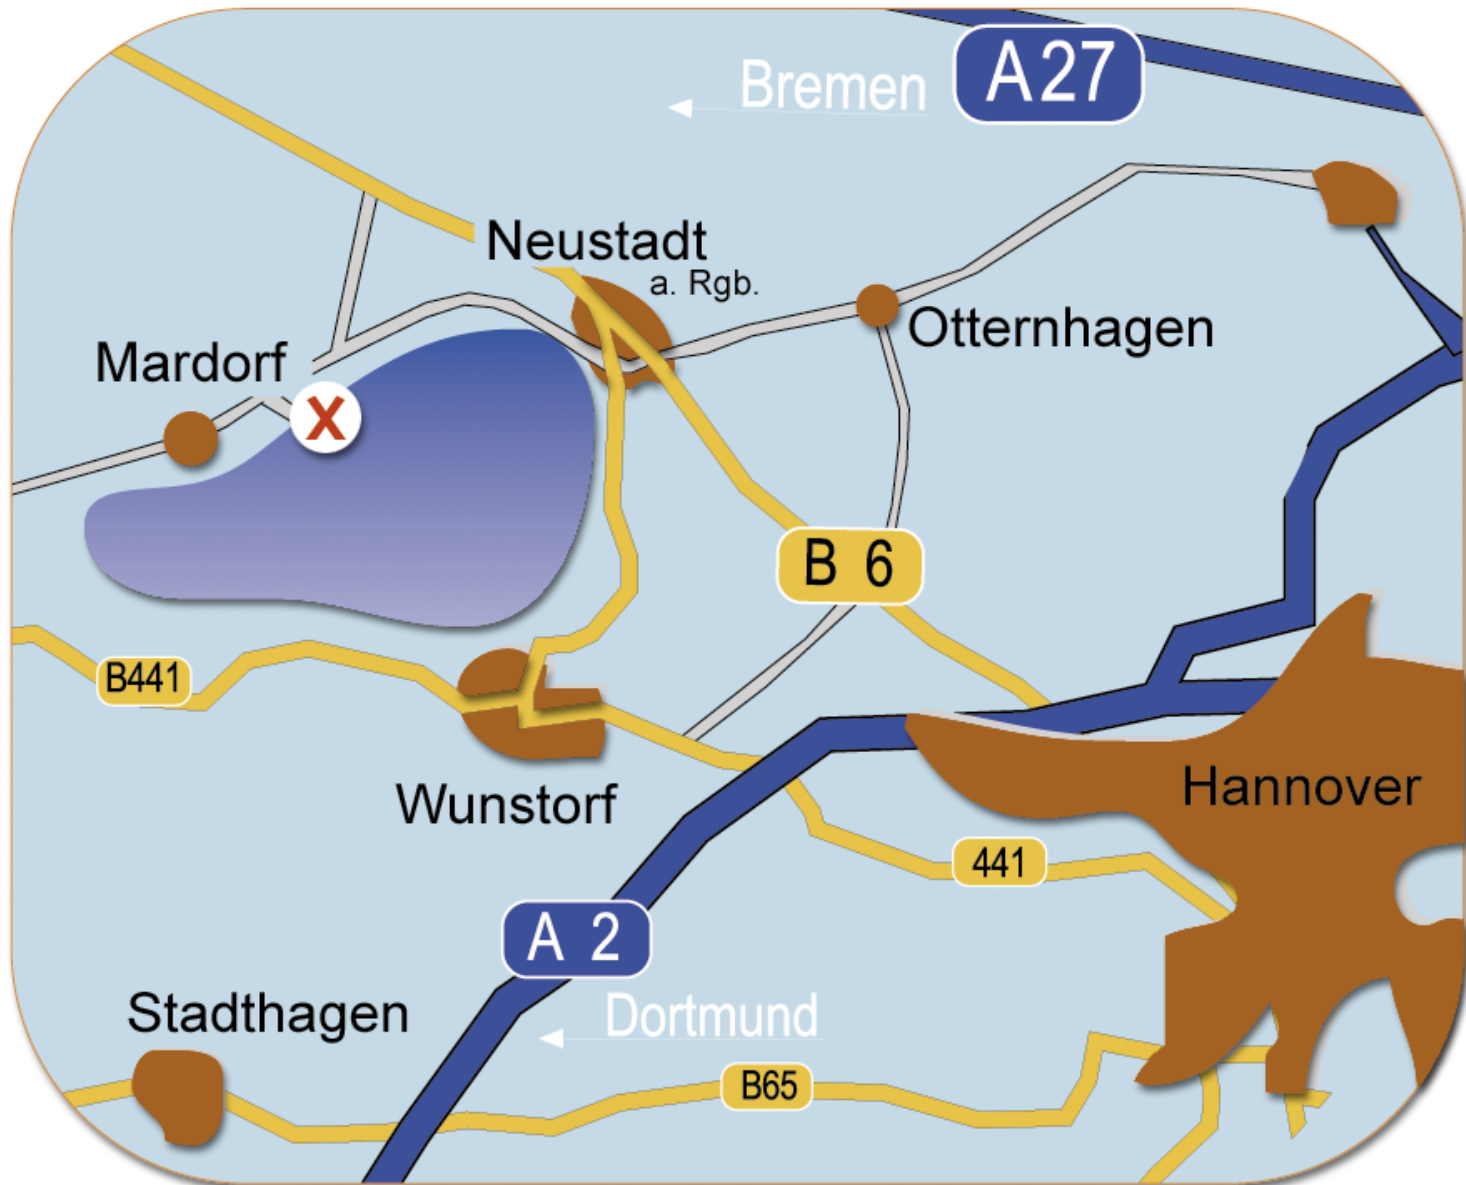 A27
Bremen
Neustadt
a. Rgb.
Otternhagen
Mardorf
X
B 6
B441
Hannover
Wunstorf
441
A 2
Stadthagen
Dortmund
B65